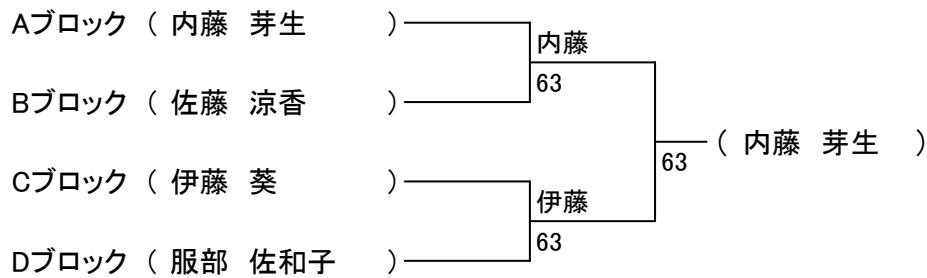 Aブロック （ 内藤　芽生 ）
内藤
63
Bブロック （ 佐藤　涼香 ）
63 （ 内藤　芽生 ）
Cブロック （ 伊藤　葵 ）
伊藤
63
Dブロック （ 服部　佐和子 ）